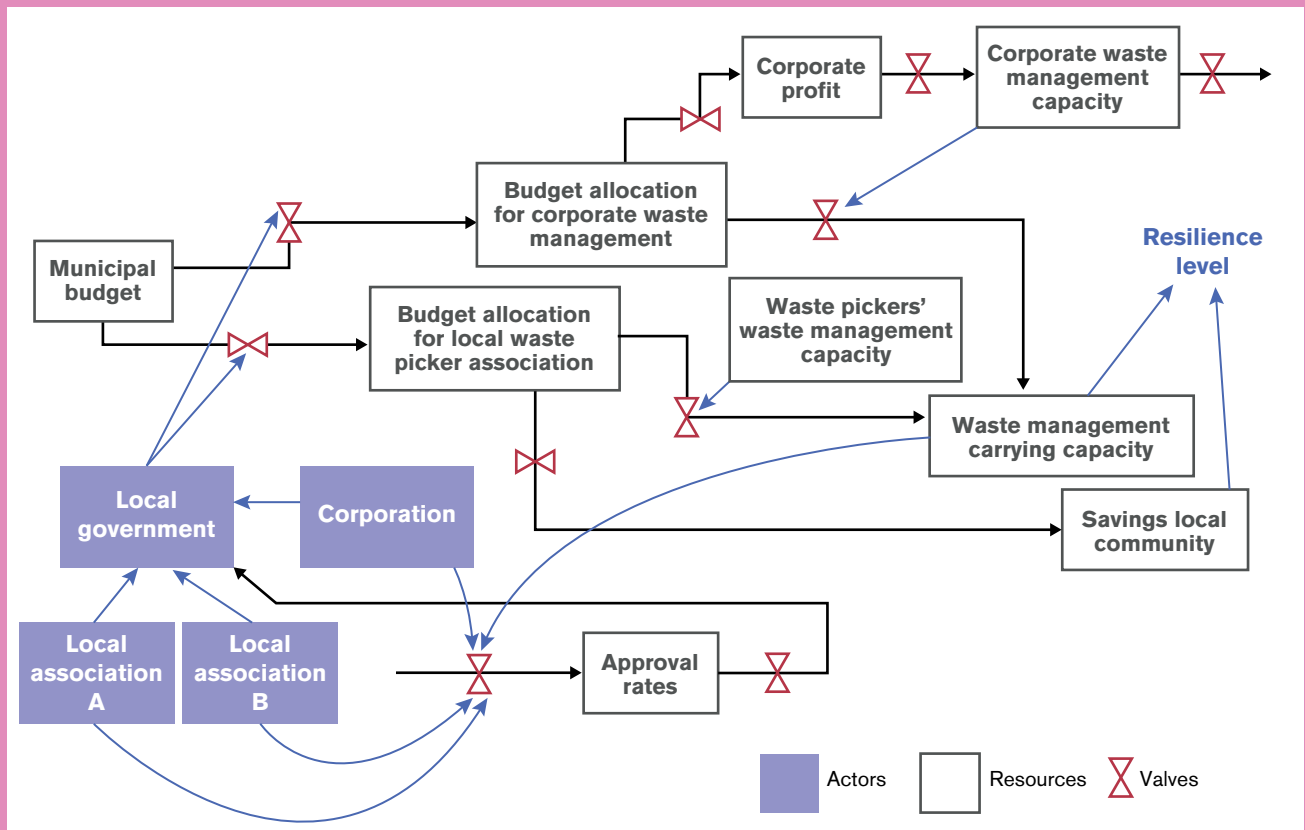 Corporate
profit
Corporate waste
management
capacity
Budget allocation
for corporate waste
management
Municipal
budget
Budget allocation
for local waste
picker association
Waste pickers’
waste management
capacity
Resilience
level
Waste management
carrying capacity
Savings local
community
Local
government
Corporation
Local
association
A
Local
association
B
Approval
rates
Actors
Resources
Valves